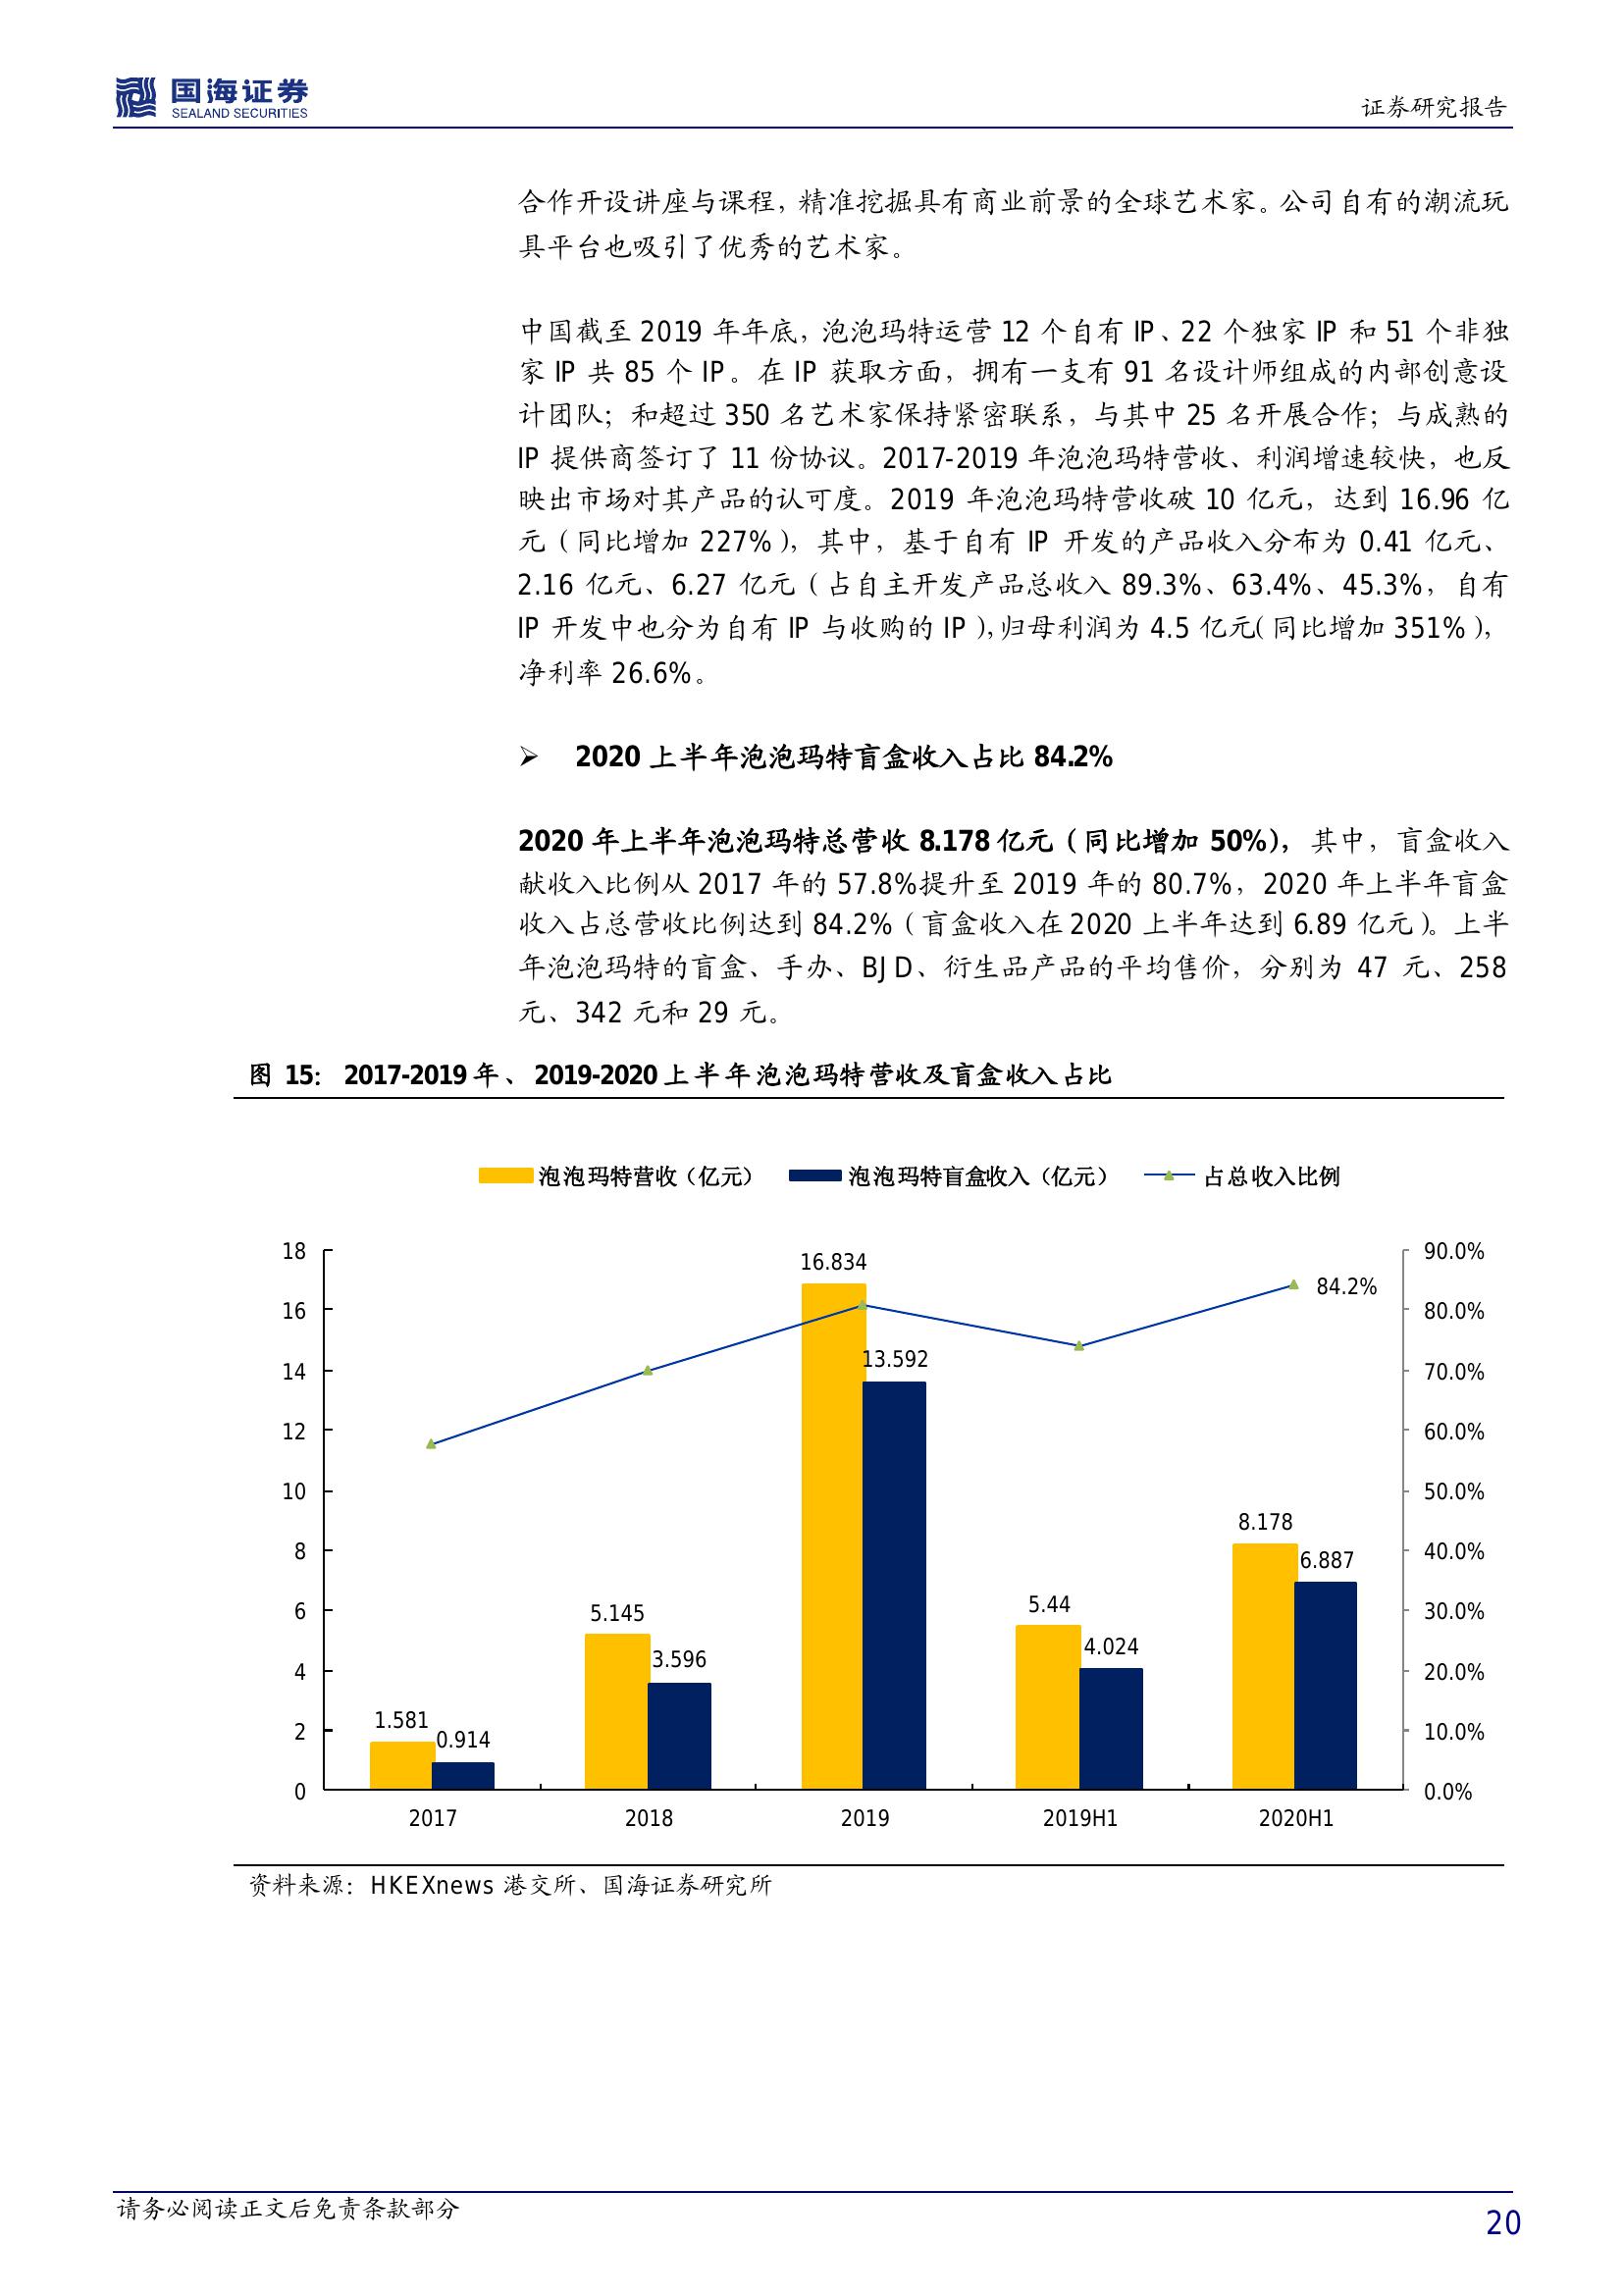 国海证券
SEALAND SECURITIES
证券研究报告
合作开设讲座与课程，精准挖掘具有商业前景的全球艺术家。公司自有的潮流玩
具平台也吸引了优秀的艺术家。
中国截至 2019 年年底，泡泡玛特运营 12 个自有 IP、22 个独家 IP 和 51 个非独
家 IP 共 85 个 IP。在 IP 获取方面，拥有一支有 91 名设计师组成的内部创意设
计团队；和超过 350 名艺术家保持紧密联系，与其中 25 名开展合作；与成熟的
IP 提供商签订了 11 份协议。2017-2019 年泡泡玛特营收、利润增速较快，也反
映出市场对其产品的认可度。2019 年泡泡玛特营收破 10 亿元，达到 16.96 亿
元（同比增加 227%），其中，基于自有 IP 开发的产品收入分布为 0.41 亿元、
2.16 亿元、6.27 亿元（占自主开发产品总收入 89.3%、63.4%、45.3%，自有
IP 开发中也分为自有 IP 与收购的 IP），归母利润为 4.5 亿元（同比增加 351%），
净利率 26.6%。
➢ 2020 上半年泡泡玛特盲盒收入占比 84.2%
2020 年上半年泡泡玛特总营收 8.178 亿元（同比增加 50%），其中，盲盒收入
献收入比例从 2017 年的 57.8%提升至 2019 年的 80.7%，2020 年上半年盲盒
收入占总营收比例达到 84.2%（盲盒收入在 2020 上半年达到 6.89 亿元）。上半
年泡泡玛特的盲盒、手办、BJD、衍生品产品的平均售价，分别为 47 元、258
元、342 元和 29 元。
图 15： 2017-2019 年、2019-2020 上半年泡泡玛特营收及盲盒收入占比
泡泡玛特营收（亿元） 泡泡玛特盲盒收入（亿元） 占总收入比例
18 16.834 90.0%
16 84.2% 80.0%
14 13.592 70.0%
12 60.0%
10 50.0%
8 8.178 6.887 40.0%
6 5.145 5.44 30.0%
4 3.596 4.024 20.0%
2 1.581 0.914 10.0%
0 0.0%
2017 2018 2019 2019H1 2020H1
资料来源：HKEXnews 港交所、国海证券研究所
请务必阅读正文后免责条款部分
20